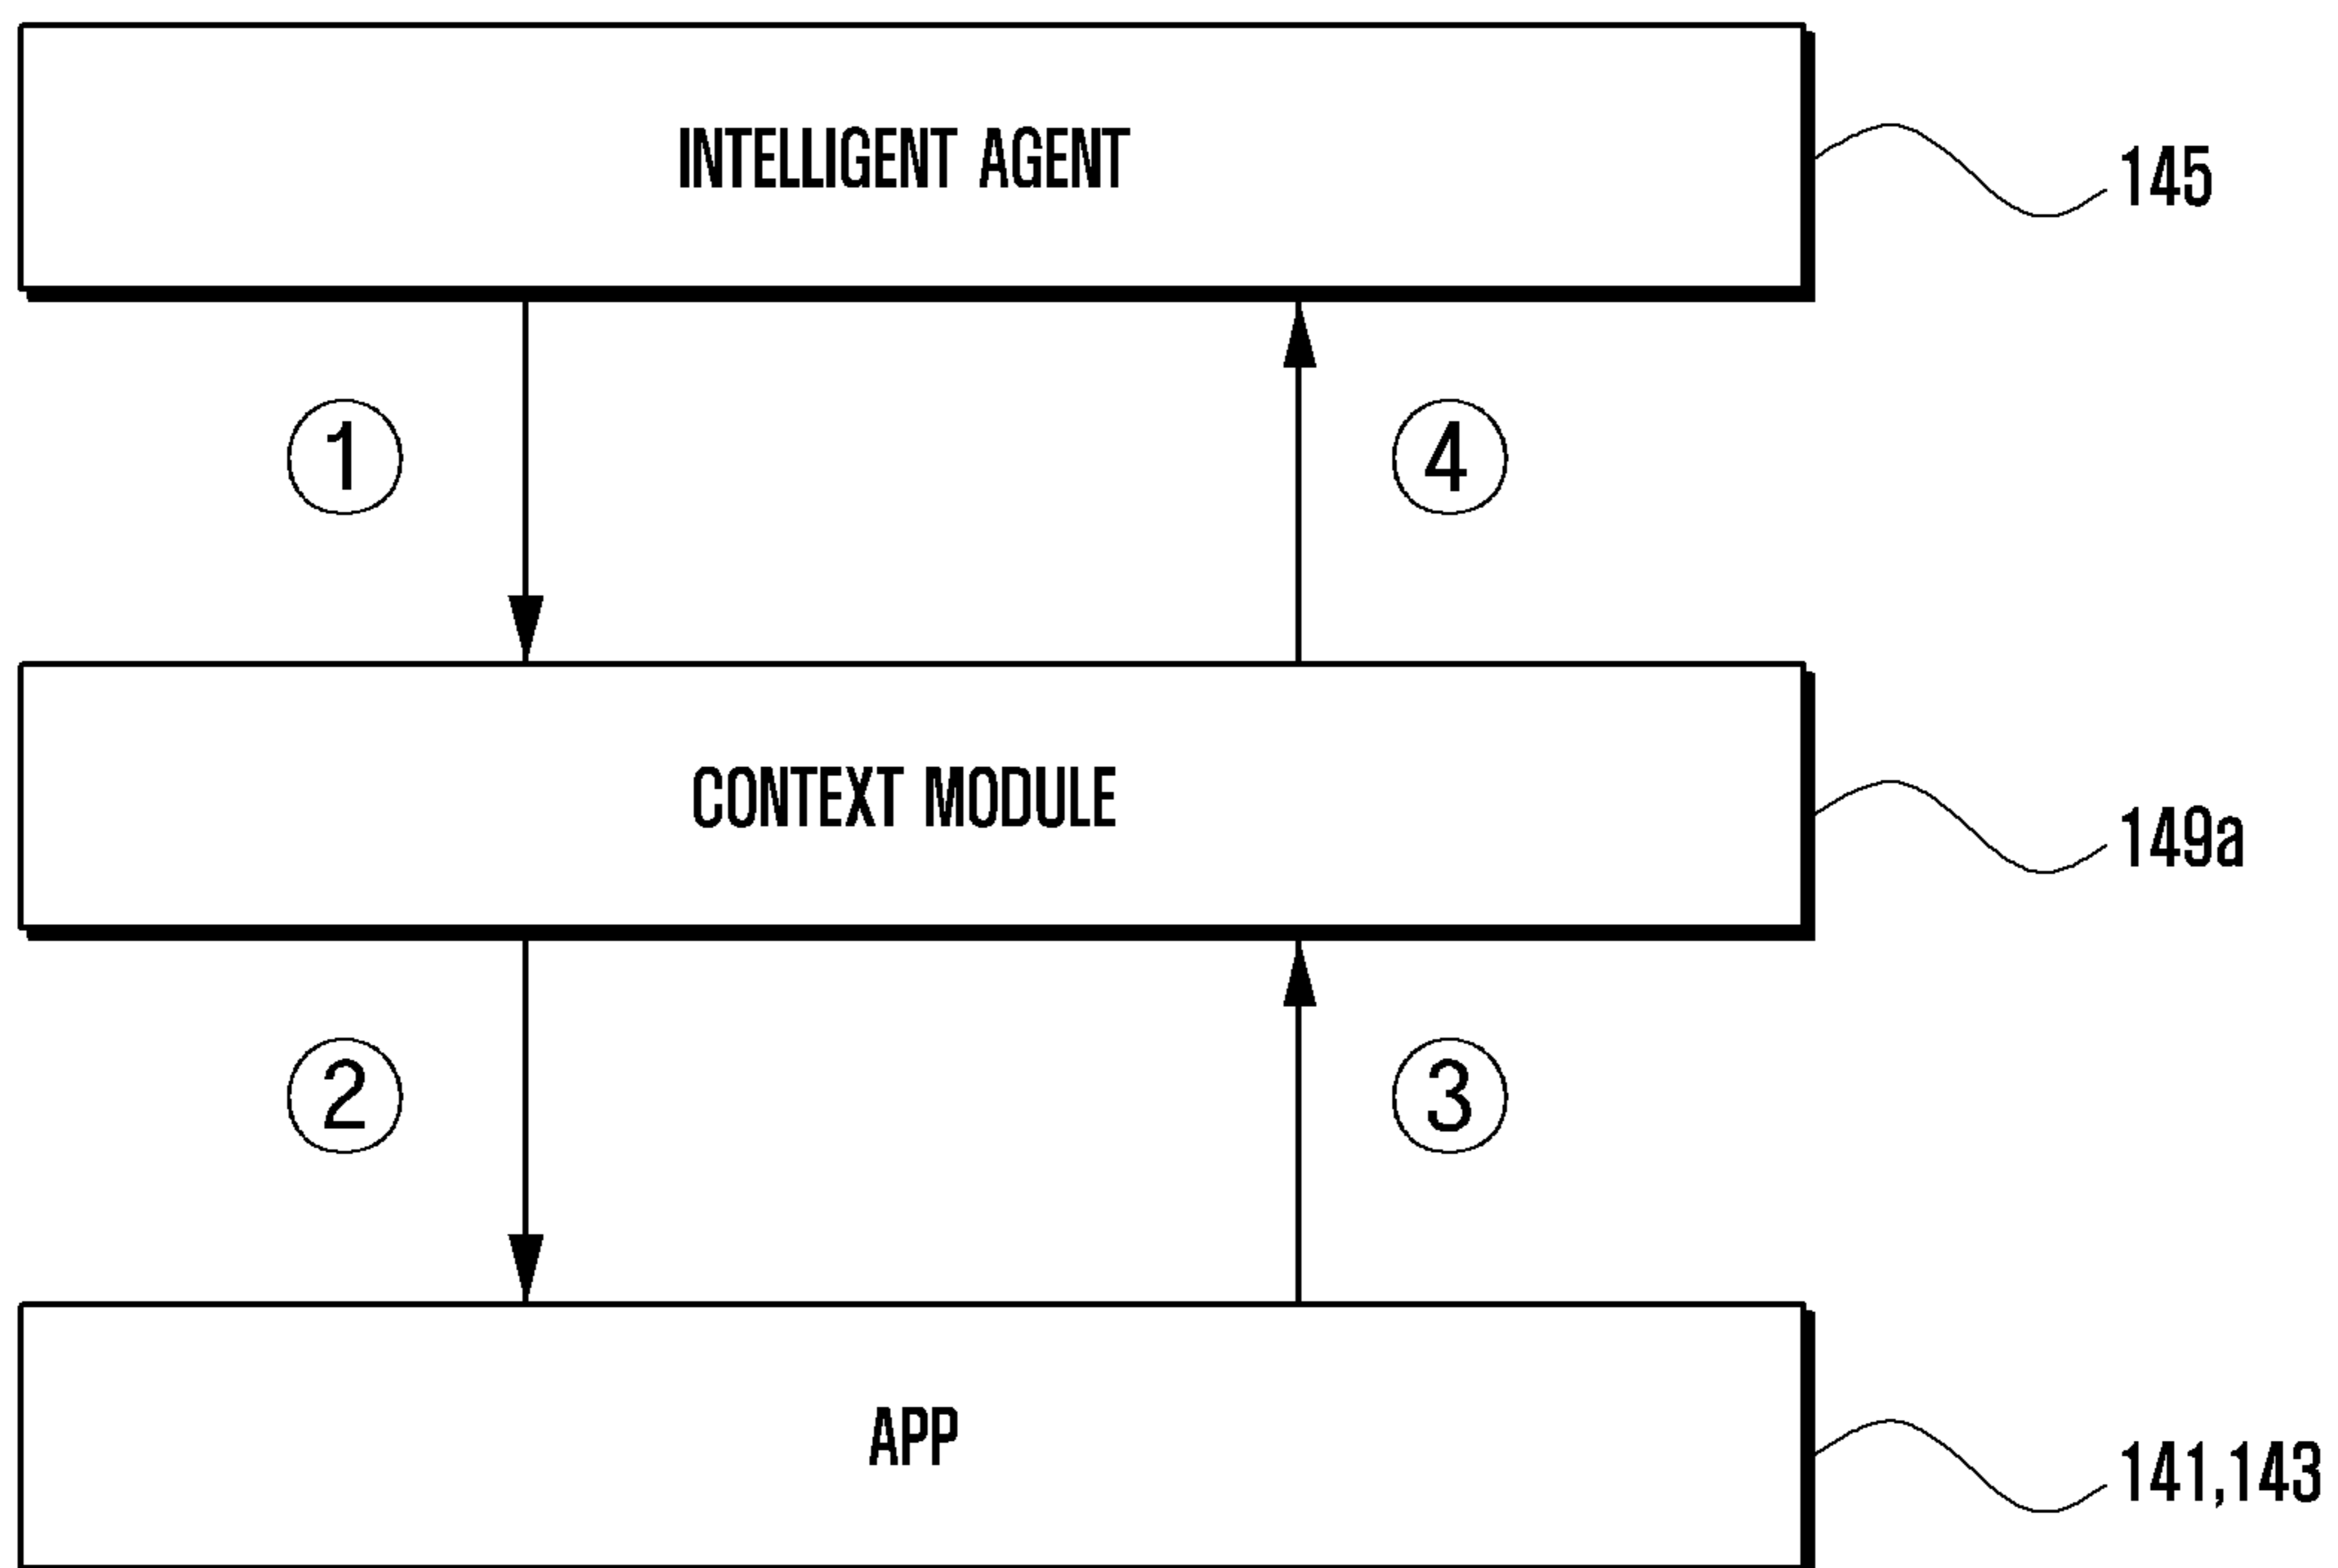 INTELLIGENT AGENT
145
① ④
CONTEXT MODULE
149a
② ③
APP
141,143